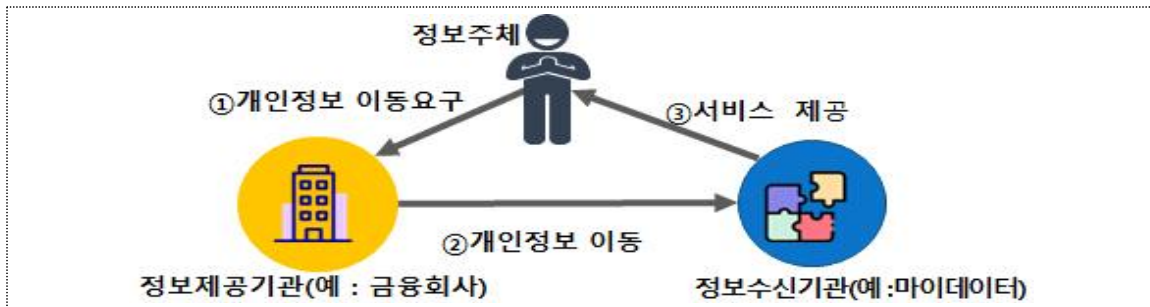 정보주체
①개인정보 이동요구
③서비스 제공
②개인정보 이동
정보제공기관(예 : 금융회사)
정보수신기관(예 :마이데이터)